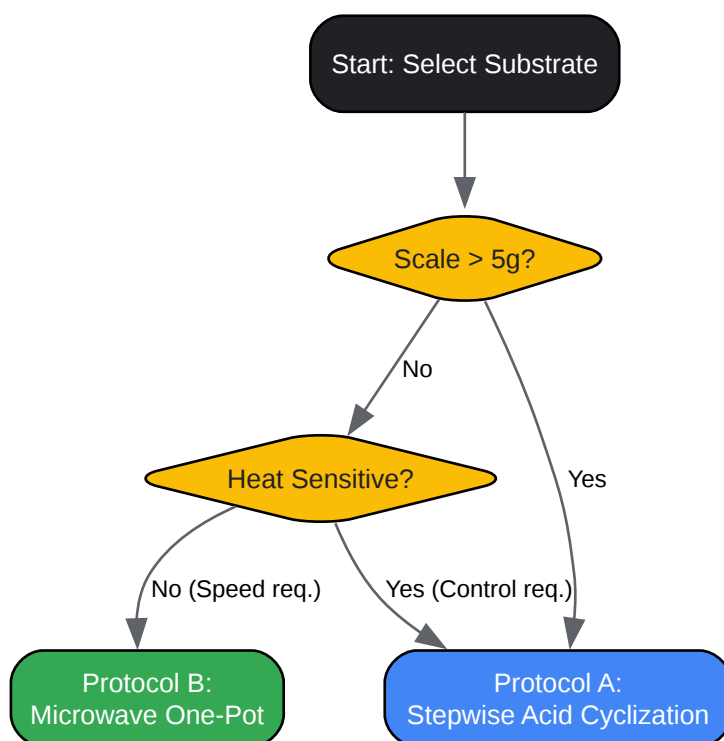 Start: Select Substrate
Scale > 5g?
No
Yes
Heat Sensitive?
No (Speed req.)
Yes (Control req.)
Protocol B:
Microwave One-Pot
Protocol A:
Stepwise Acid Cyclization